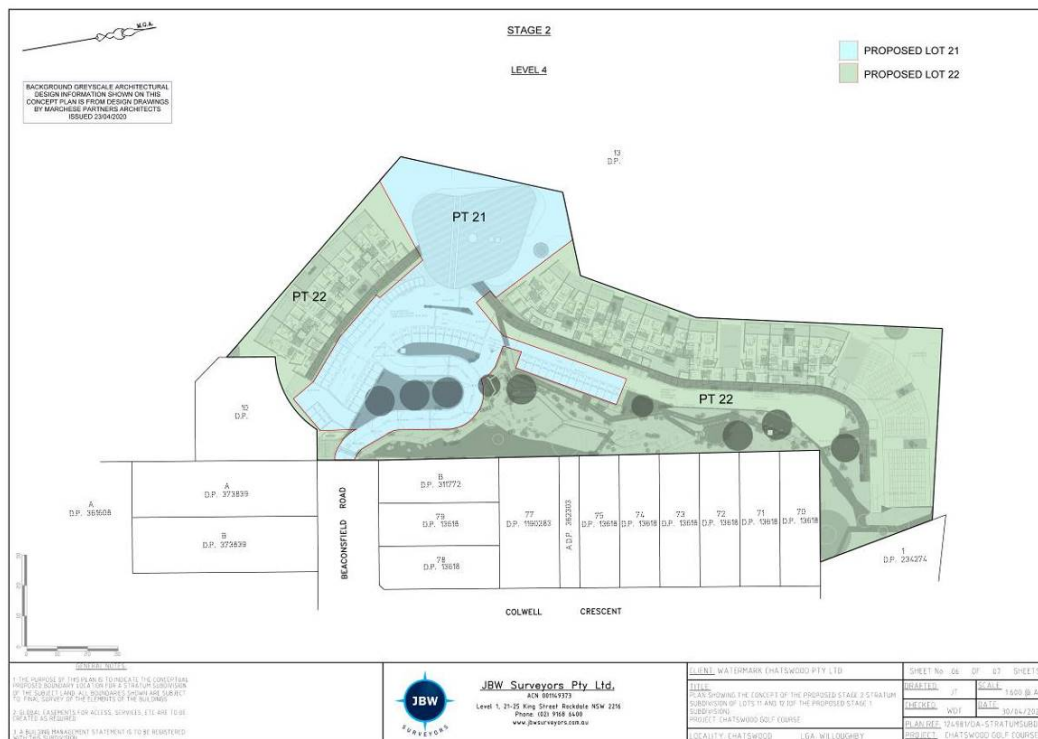 M.G.A.
STAGE 2
LEVEL 4
PROPOSED LOT 21
PROPOSED LOT 22
BACKGROUND GREYSCALE ARCHITECTURAL
DESIGN INFORMATION SHOWN ON THIS
CONCEPT PLAN IS FROM DESIGN DRAWINGS
BY MARCHESE PARTNERS ARCHITECTS
ISSUED 23/04/2020
13
D.P.
PT 21
PT 22
PT 22
10
D.P.
A
D.P. 361608
A
D.P. 373839
B
D.P. 373839
BEACONSFIELD ROAD
B
D.P. 311772
79
D.P. 13618
78
D.P. 13618
77
D.P. 1190283
A D.P. 362303
75
D.P. 13618
74
D.P. 13618
73
D.P. 13618
72
D.P. 13618
71
D.P. 13618
70
D.P. 13618
1
D.P. 234274
COLWELL CRESCENT
GENERAL NOTES:
1 THE PURPOSE OF THIS PLAN IS TO INDICATE THE CONCEPTUAL
PROPOSED BOUNDARY LOCATION FOR A STRATUM SUBDIVISION
OF THE SUBJECT LAND. ALL BOUNDARIES SHOWN ARE SUBJECT
TO FINAL SURVEY OF THE ELEMENTS OF THE BUILDINGS
2 GLOBAL EASEMENTS FOR ACCESS, SERVICES, ETC ARE TO BE
CREATED AS REQUIRED
3 A BUILDING MANAGEMENT STATEMENT IS TO BE REGISTERED
WITH THIS SUBDIVISION
JBW
SURVEYORS
JBW Surveyors Pty Ltd.
ACN 001149373
Level 1, 21-25 King Street Rockdale NSW 2216
Phone: (02) 9168 6400
www.jbwsurveyors.com.au
CLIENT: WATERMARK CHATSWOOD PTY LTD
TITLE:
PLAN SHOWING THE CONCEPT OF THE PROPOSED STAGE 2 STRATUM
SUBDIVISION OF LOTS 11 AND 12 (OF THE PROPOSED STAGE 1
SUBDIVISION)
PROJECT: CHATSWOOD GOLF COURSE
LOCALITY: CHATSWOOD LGA: WILLOUGHBY
SHEET No 06 OF 07 SHEETS
DRAFTED: JT
SCALE:
CHECKED: WDT
DATE:
PLAN REF:
PROJECT: CHATSWOOD GOLF COURSE